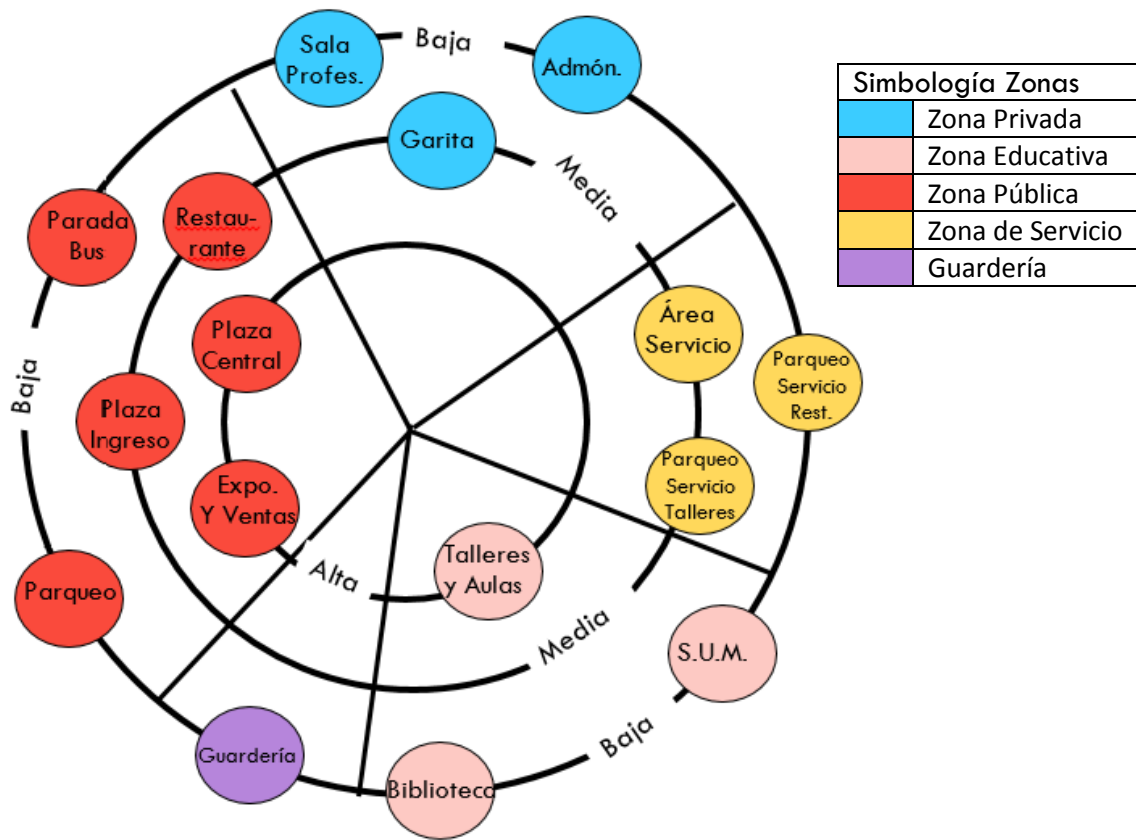 Sala
Profes.
Baja
Admón.
Garita
Media
Restau-
rante
Parada
Bus
Plaza
Central
Área
Servicio
Parqueo
Servicio
Rest.
Baja
Plaza
Ingreso
Expo.
Y Ventas
Parqueo
Servicio
Talleres
Parqueo
Alta
Talleres
y Aulas
Media
S.U.M.
Baja
Guardería
Biblioteca
Simbología Zonas
Zona Privada
Zona Educativa
Zona Pública
Zona de Servicio
Guardería